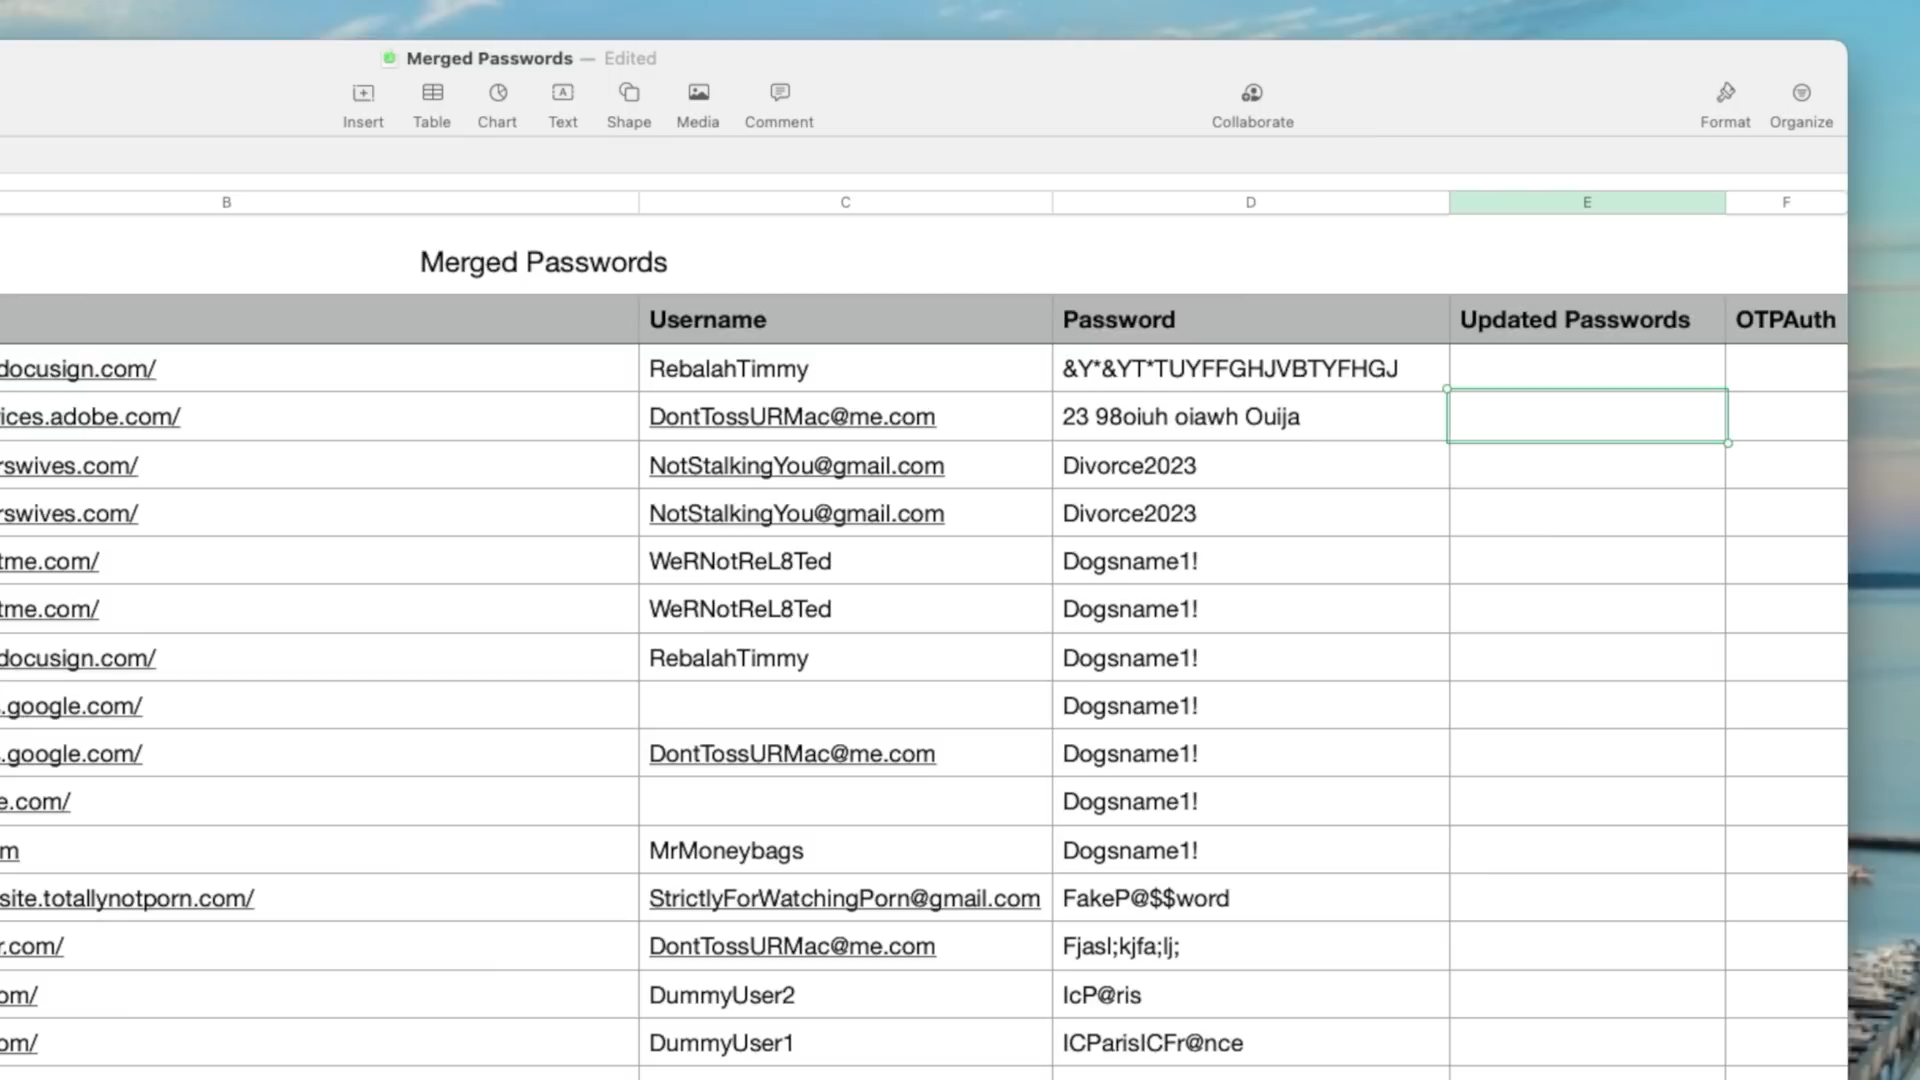 Merged Passwords — Edited
Insert Table Chart Text Shape Media Comment Collaborate Format Organize
B C D E F
Merged Passwords
Username Password Updated Passwords OTPAuth
docusign.com/ RebalahTimmy &Y*&YT*TUYFFGHJVBTYFHGJ
ices.adobe.com/ DontTossURMac@me.com 23 98oiuh oiawh Ouija
rswives.com/ NotStalkingYou@gmail.com Divorce2023
rswives.com/ NotStalkingYou@gmail.com Divorce2023
tme.com/ WeRNotReL8Ted Dogsname1!
tme.com/ WeRNotReL8Ted Dogsname1!
docusign.com/ RebalahTimmy Dogsname1!
.google.com/ Dogsname1!
.google.com/ DontTossURMac@me.com Dogsname1!
e.com/ Dogsname1!
m MrMoneybags Dogsname1!
site.totallynotporn.com/ StrictlyForWatchingPorn@gmail.com FakeP@$$word
r.com/ DontTossURMac@me.com Fjasl;kjfa;lj;
om/ DummyUser2 IcP@ris
om/ DummyUser1 ICParisICFr@nce